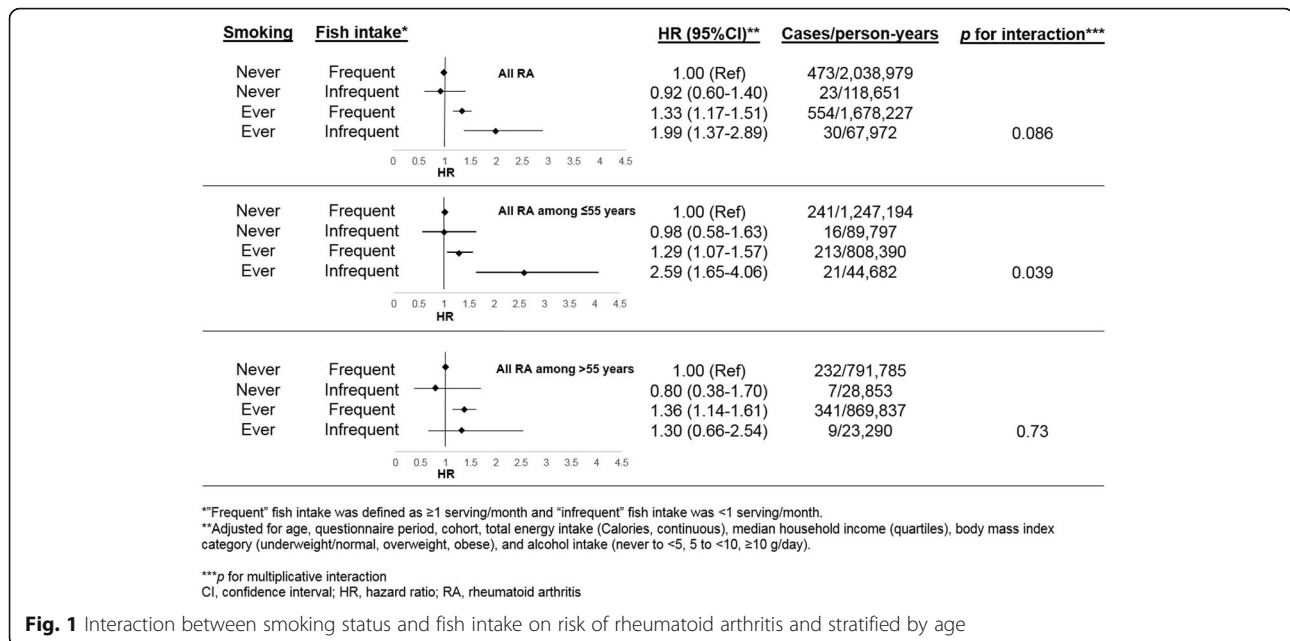 Smoking Fish intake* HR (95%CI)** Cases/person-years p for interaction***
Never Frequent All RA 1.00 (Ref) 473/2,038,979
Never Infrequent 0.92 (0.60-1.40) 23/118,651
Ever Frequent 1.33 (1.17-1.51) 554/1,678,227
Ever Infrequent 1.99 (1.37-2.89) 30/67,972 0.086
0 0.5 1 1.5 2 2.5 3 3.5 4 4.5
HR
Never Frequent All RA among ≤55 years 1.00 (Ref) 241/1,247,194
Never Infrequent 0.98 (0.58-1.63) 16/89,797
Ever Frequent 1.29 (1.07-1.57) 213/808,390
Ever Infrequent 2.59 (1.65-4.06) 21/44,682 0.039
0 0.5 1 1.5 2 2.5 3 3.5 4 4.5
HR
Never Frequent All RA among >55 years 1.00 (Ref) 232/791,785
Never Infrequent 0.80 (0.38-1.70) 7/28,853
Ever Frequent 1.36 (1.14-1.61) 341/869,837
Ever Infrequent 1.30 (0.66-2.54) 9/23,290 0.73
0 0.5 1 1.5 2 2.5 3 3.5 4 4.5
HR
*"Frequent" fish intake was defined as ≥1 serving/month and "infrequent" fish intake was <1 serving/month.
**Adjusted for age, questionnaire period, cohort, total energy intake (Calories, continuous), median household income (quartiles), body mass index
category (underweight/normal, overweight, obese), and alcohol intake (never to <5, 5 to <10, ≥10 g/day).
***p for multiplicative interaction
CI, confidence interval; HR, hazard ratio; RA, rheumatoid arthritis
Fig. 1 Interaction between smoking status and fish intake on risk of rheumatoid arthritis and stratified by age